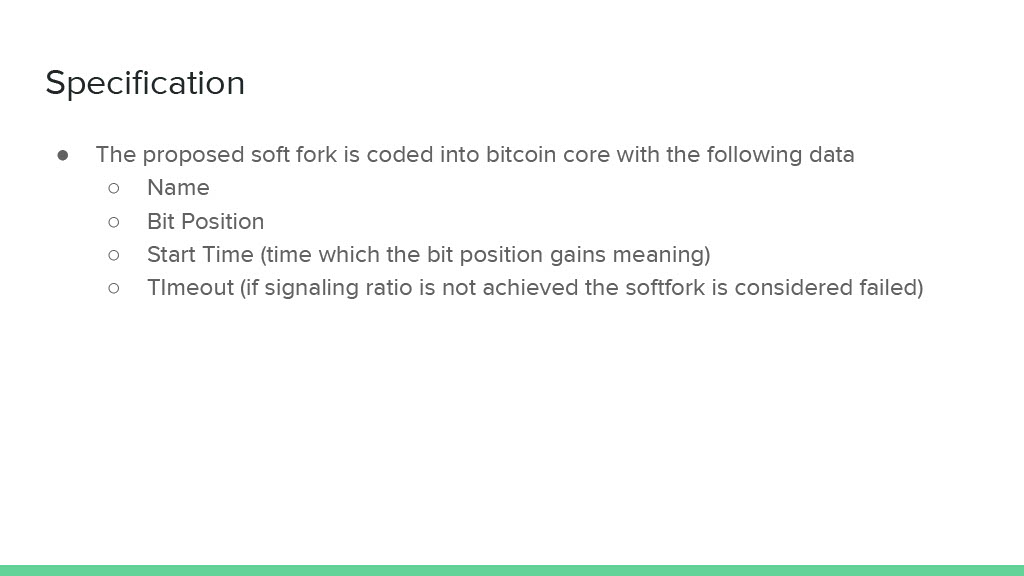 Specification
● The proposed soft fork is coded into bitcoin core with the following data
○ Name
○ Bit Position
○ Start Time (time which the bit position gains meaning)
○ TImeout (if signaling ratio is not achieved the softfork is considered failed)